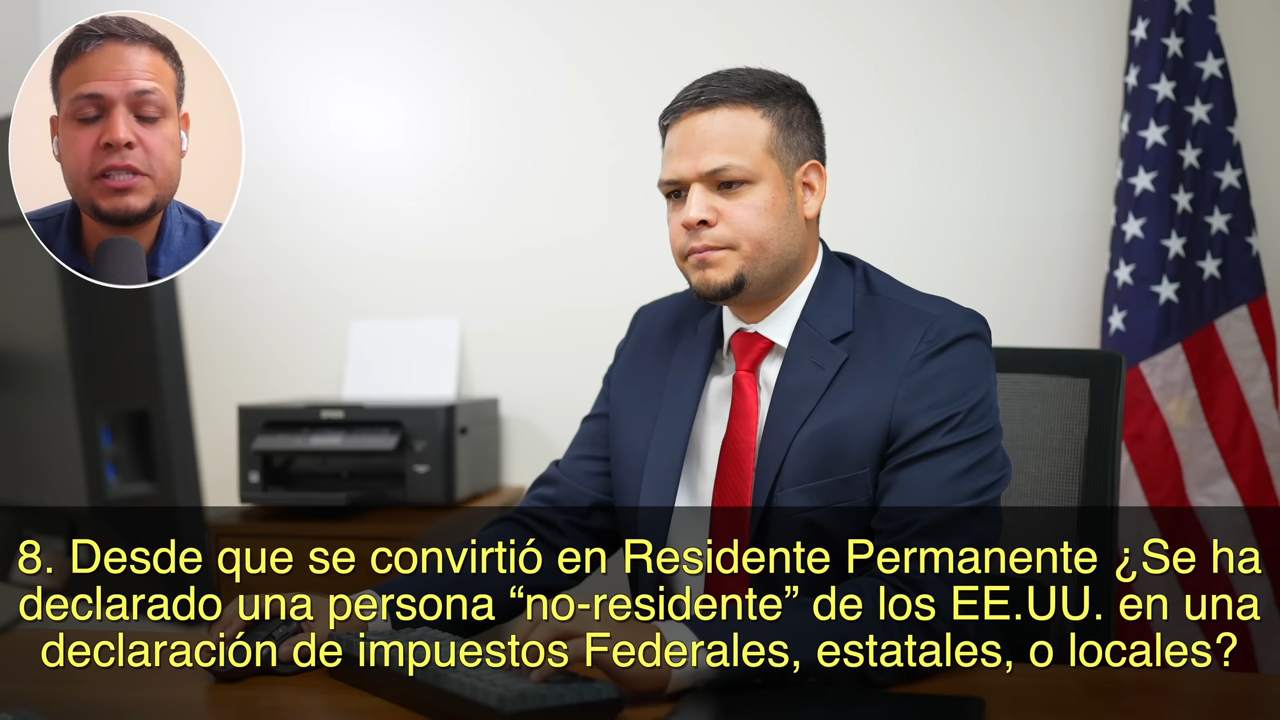 8. Desde que se convirtió en Residente Permanente ¿Se ha
declarado una persona “no-residente” de los EE.UU. en una
declaración de impuestos Federales, estatales, o locales?